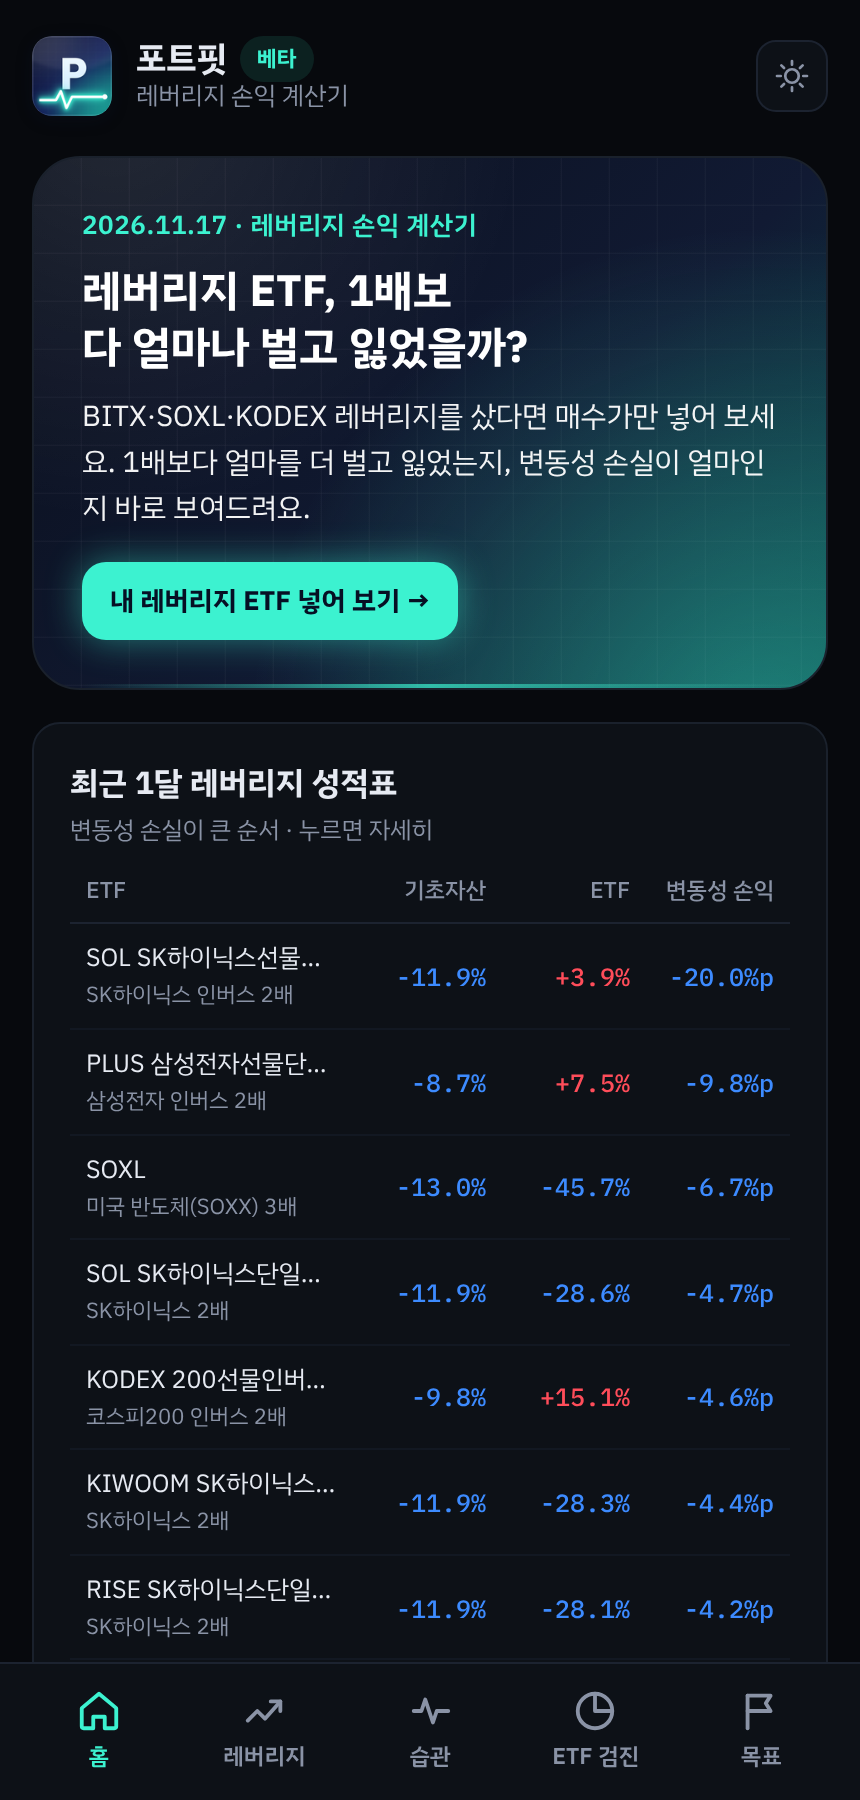 P
포트핏 베타
레버리지 손익 계산기
2026.11.17 · 레버리지 손익 계산기
레버리지 ETF, 1배보
다 얼마나 벌고 잃었을까?
BITX·SOXL·KODEX 레버리지를 샀다면 매수가만 넣어 보세
요. 1배보다 얼마를 더 벌고 잃었는지, 변동성 손실이 얼마인
지 바로 보여드려요.
내 레버리지 ETF 넣어 보기 →
최근 1달 레버리지 성적표
변동성 손실이 큰 순서 · 누르면 자세히
ETF 기초자산 ETF 변동성 손익
SOL SK하이닉스선물...
SK하이닉스 인버스 2배
-11.9% +3.9% -20.0%p
PLUS 삼성전자선물단...
삼성전자 인버스 2배
-8.7% +7.5% -9.8%p
SOXL
미국 반도체(SOXX) 3배
-13.0% -45.7% -6.7%p
SOL SK하이닉스단일...
SK하이닉스 2배
-11.9% -28.6% -4.7%p
KODEX 200선물인버...
코스피200 인버스 2배
-9.8% +15.1% -4.6%p
KIWOOM SK하이닉스...
SK하이닉스 2배
-11.9% -28.3% -4.4%p
RISE SK하이닉스단일...
SK하이닉스 2배
-11.9% -28.1% -4.2%p
홈 레버리지 습관 ETF 검진 목표